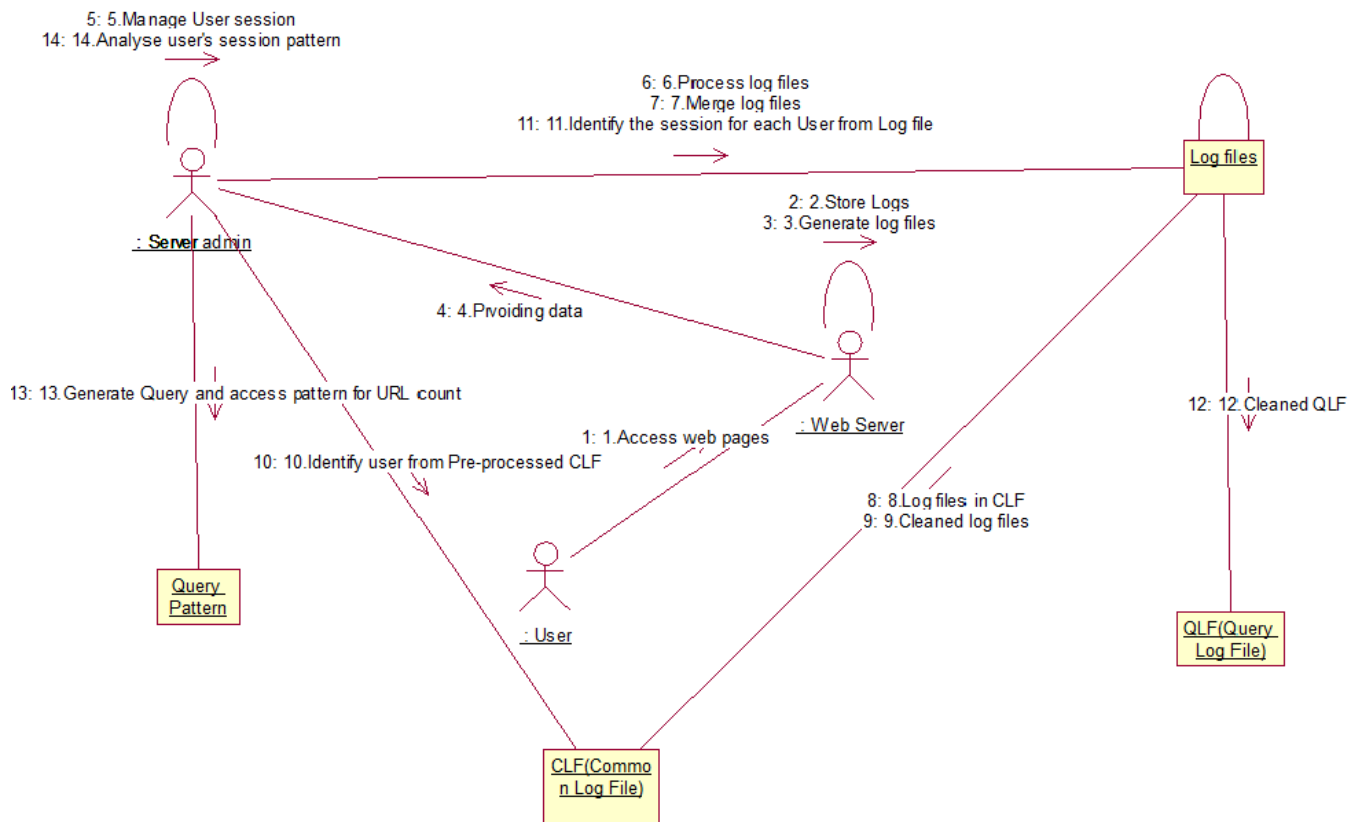 5: 5.Manage User session
14: 14.Analyse user's session pattern
6: 6.Process log files
7: 7.Merge log files
11: 11.Identify the session for each User from Log file
Log files
2: 2.Store Logs
3: 3.Generate log files
: Server admin
4: 4.Prvoiding data
: Web Server
13: 13.Generate Query and access pattern for URL count
12: 12.Cleaned QLF
1: 1.Access web pages
10: 10.Identify user from Pre-processed CLF
8: 8.Log files in CLF
9: 9.Cleaned log files
Query
Pattern
: User
QLF(Query
Log File)
CLF(Commo
n Log File)